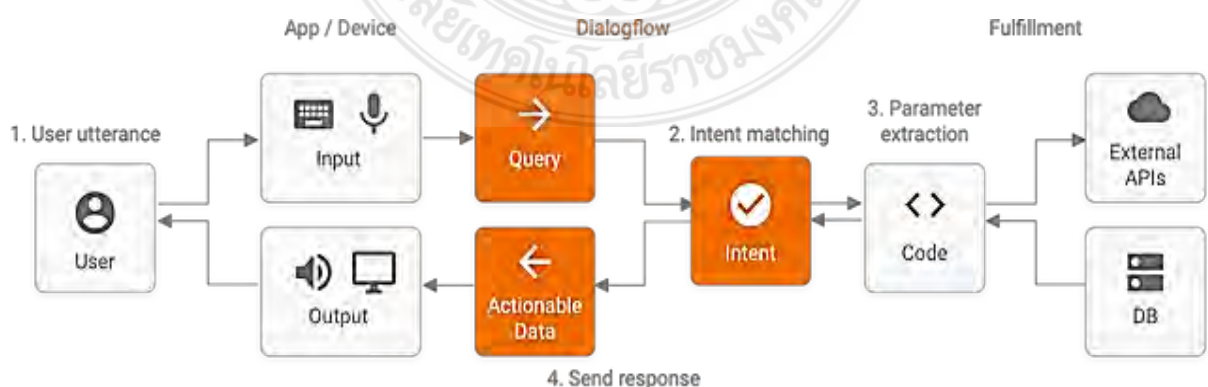 App / Device
Dialogflow
Fulfillment
1. User utterance
Input
Query
2. Intent matching
3. Parameter
extraction
External
APIs
User
Output
Actionable
Data
Intent
Code
DB
4. Send response